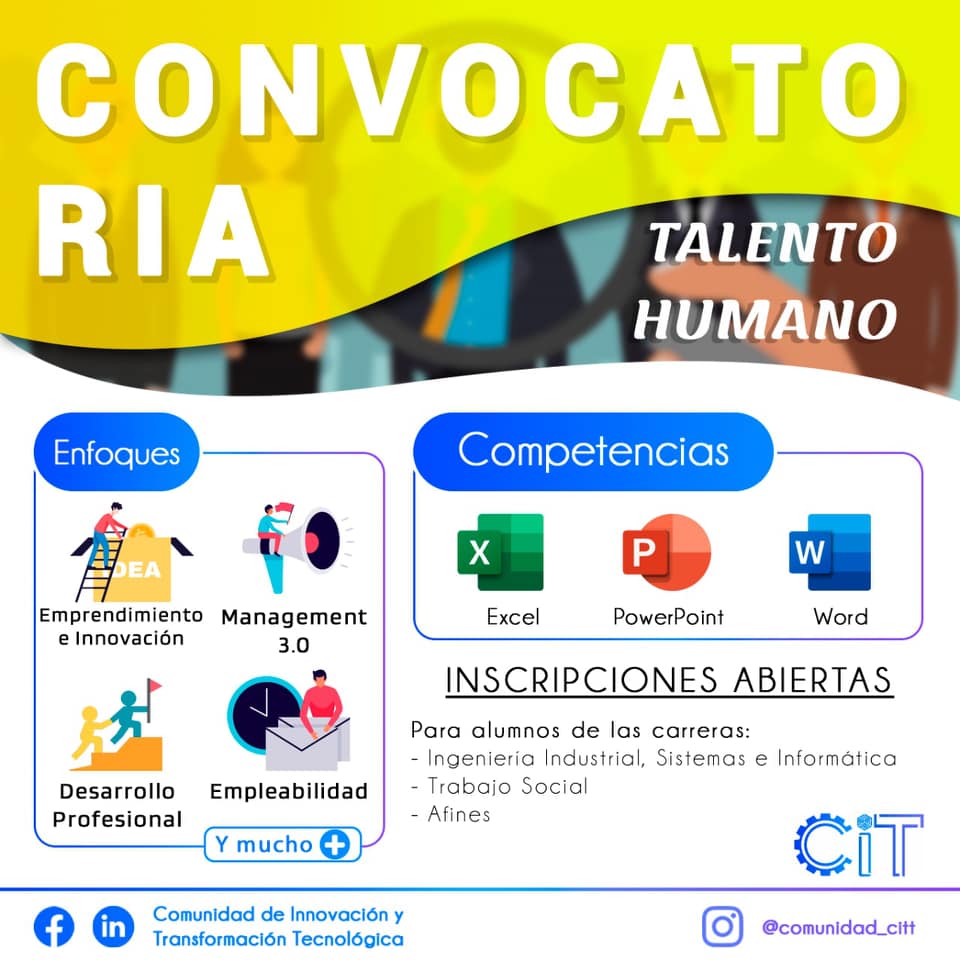 CONVOCATO
RIA
TALENTO
HUMANO
Enfoques
IDEA
Emprendimiento
e Innovación
Management
3.0
Desarrollo
Profesional
Empleabilidad
Y mucho +
Competencias
X
P
W
Excel
PowerPoint
Word
INSCRIPCIONES ABIERTAS
Para alumnos de las carreras:
- Ingeniería Industrial, Sistemas e Informática
- Trabajo Social
- Afines
CiT
f
in
Comunidad de Innovación y
Transformación Tecnológica
@comunidad_citt